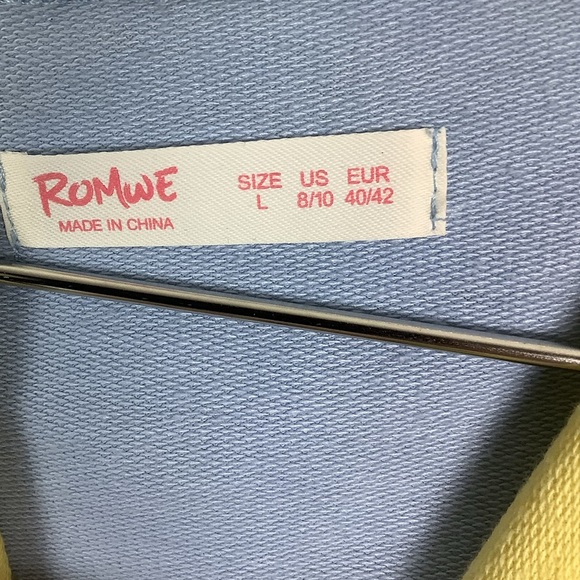 ROMWE
MADE IN CHINA
SIZE US EUR
L 8/10 40/42